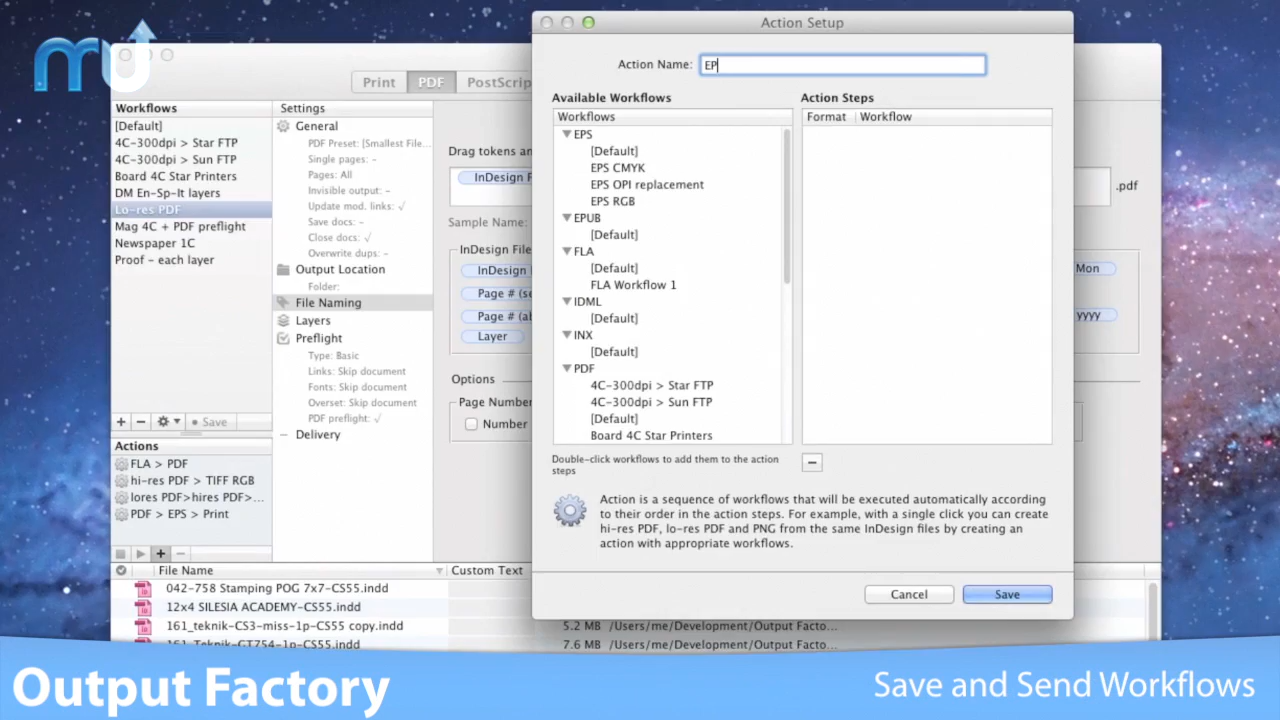 mu
Action Setup
Action Name: EP
Print PDF PostScrip
Workflows
[Default]
4C-300dpi > Star FTP
4C-300dpi > Sun FTP
Board 4C Star Printers
DM En-Sp-It layers
Lo-res PDF
Mag 4C + PDF preflight
Newspaper 1C
Proof - each layer
+ - Save
Actions
FLA > PDF
hi-res PDF > TIFF RGB
lores PDF>hires PDF>...
PDF > EPS > Print
Settings
General
PDF Preset: [Smallest File...
Single pages: -
Pages: All
Invisible output: -
Update mod. links: √
Save docs: -
Close docs: √
Overwrite dups: -
Output Location
Folder:
File Naming
Layers
Preflight
Type: Basic
Links: Skip document
Fonts: Skip document
Overset: Skip document
PDF preflight: √
Delivery
Drag tokens an
InDesign F
.pdf
Sample Name:
InDesign File
InDesign
Mon
Page # (se
Page # (ab
yyyy
Layer
Options
Page Number
Number
Available Workflows
Workflows
EPS
[Default]
EPS CMYK
EPS OPI replacement
EPS RGB
EPUB
[Default]
FLA
[Default]
FLA Workflow 1
IDML
[Default]
INX
[Default]
PDF
4C-300dpi > Star FTP
4C-300dpi > Sun FTP
[Default]
Board 4C Star Printers
Action Steps
Format Workflow
Double-click workflows to add them to the action
steps
Action is a sequence of workflows that will be executed automatically according
to their order in the action steps. For example, with a single click you can create
hi-res PDF, lo-res PDF and PNG from the same InDesign files by creating an
action with appropriate workflows.
Cancel Save
File Name Custom Text
042-758 Stamping POG 7x7-CS55.indd
12x4 SILESIA ACADEMY-CS55.indd
161_teknik-CS3-miss-1p-CS55 copy.indd 5.2 MB /Users/me/Development/Output Facto...
161_Teknik-GT754-1p-CS55.indd 7.6 MB /Users/me/Development/Output Facto...
Output Factory
Save and Send Workflows